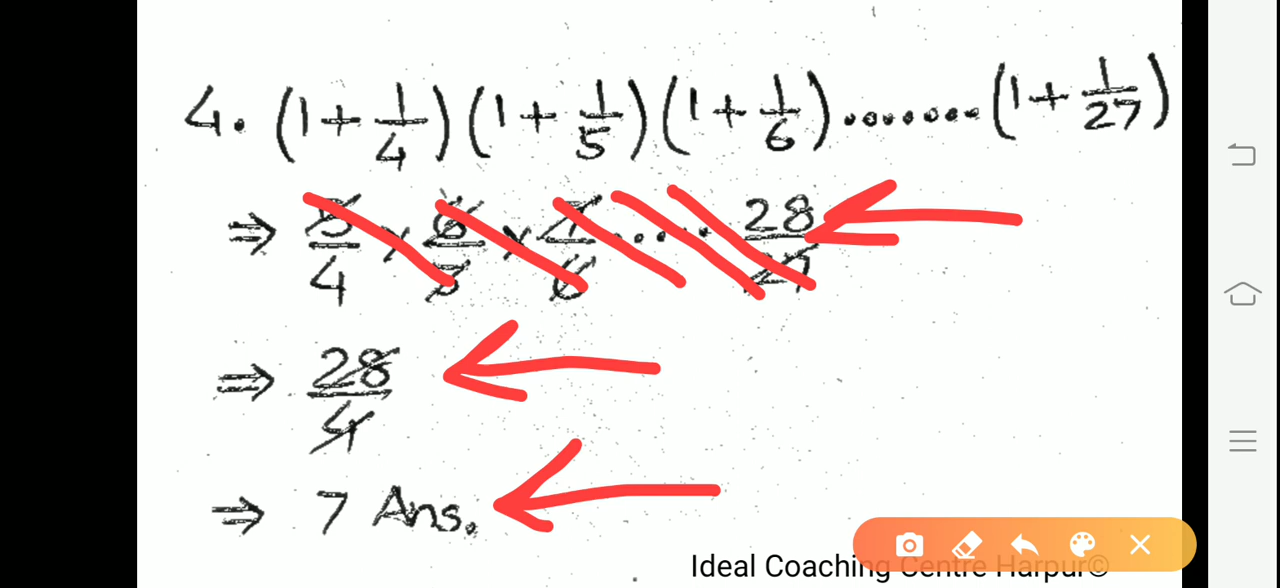 4. (1 + 1/4) (1 + 1/5) (1 + 1/6) ....... (1 + 1/27)
⇒ 5/4 × 6/5 × 7/6 .... 28/27
⇒ 28/4
⇒ 7 Ans.
Ideal Coaching Centre Harpur©